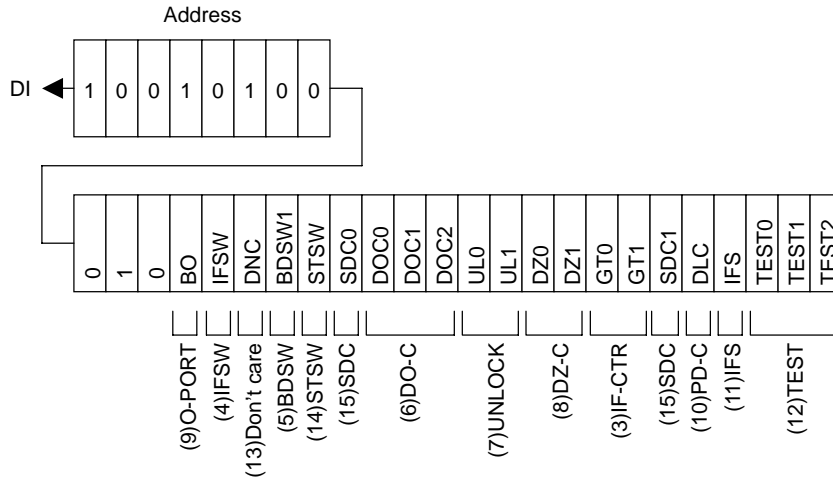 Address
DI 1 0 0 1 0 1 0 0
0 1 0 BO IFSW DNC BDSW1 STSW SDC0 DOC0 DOC1 DOC2 UL0 UL1 DZ0 DZ1 GT0 GT1 SDC1 DLC IFS TEST0 TEST1 TEST2
(9)O-PORT (4)IFSW (13)Don't care (5)BDSW (14)STSW (15)SDC (6)DO-C (7)UNLOCK (8)DZ-C (3)IF-CTR (15)SDC (10)PD-C (11)IFS (12)TEST